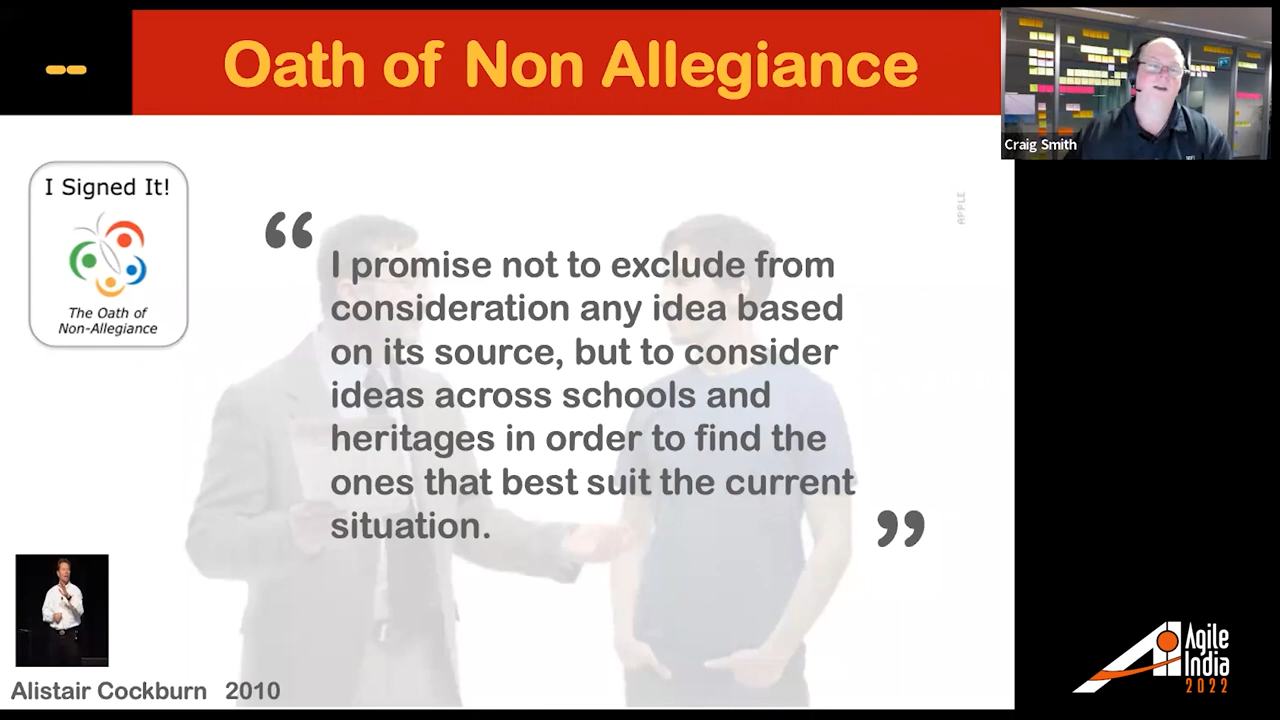 --
Oath of Non Allegiance
Craig Smith
I Signed It!
The Oath of
Non-Allegiance
APPLE
“
I promise not to exclude from
consideration any idea based
on its source, but to consider
ideas across schools and
heritages in order to find the
ones that best suit the current
situation.
”
Alistair Cockburn 2010
Agile
India
2022